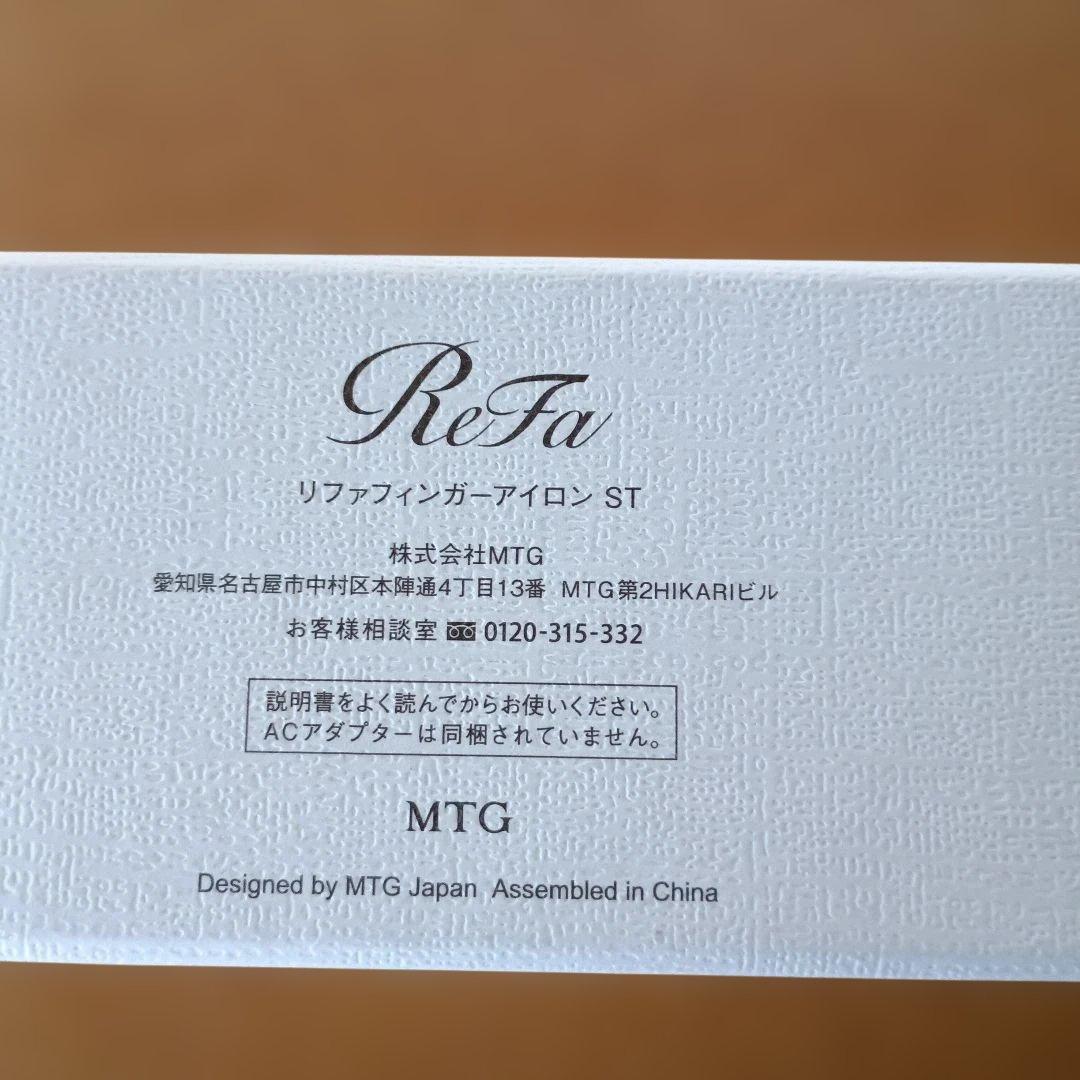 ReFa
リファフィンガーアイロン ST
株式会社MTG
愛知県名古屋市中村区本陣通4丁目13番 MTG第2HIKARIビル
お客様相談室 0120-315-332
説明書をよく読んでからお使いください。
ACアダプターは同梱されていません。
MTG
Designed by MTG Japan Assembled in China